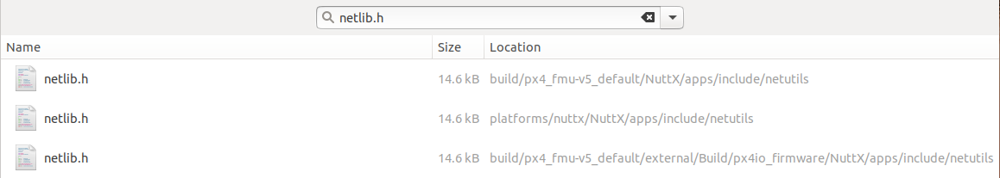 netlib.h
Name Size Location
netlib.h 14.6 kB build/px4_fmu-v5_default/NuttX/apps/include/netutils
netlib.h 14.6 kB platforms/nuttx/NuttX/apps/include/netutils
netlib.h 14.6 kB build/px4_fmu-v5_default/external/Build/px4io_firmware/NuttX/apps/include/netutils